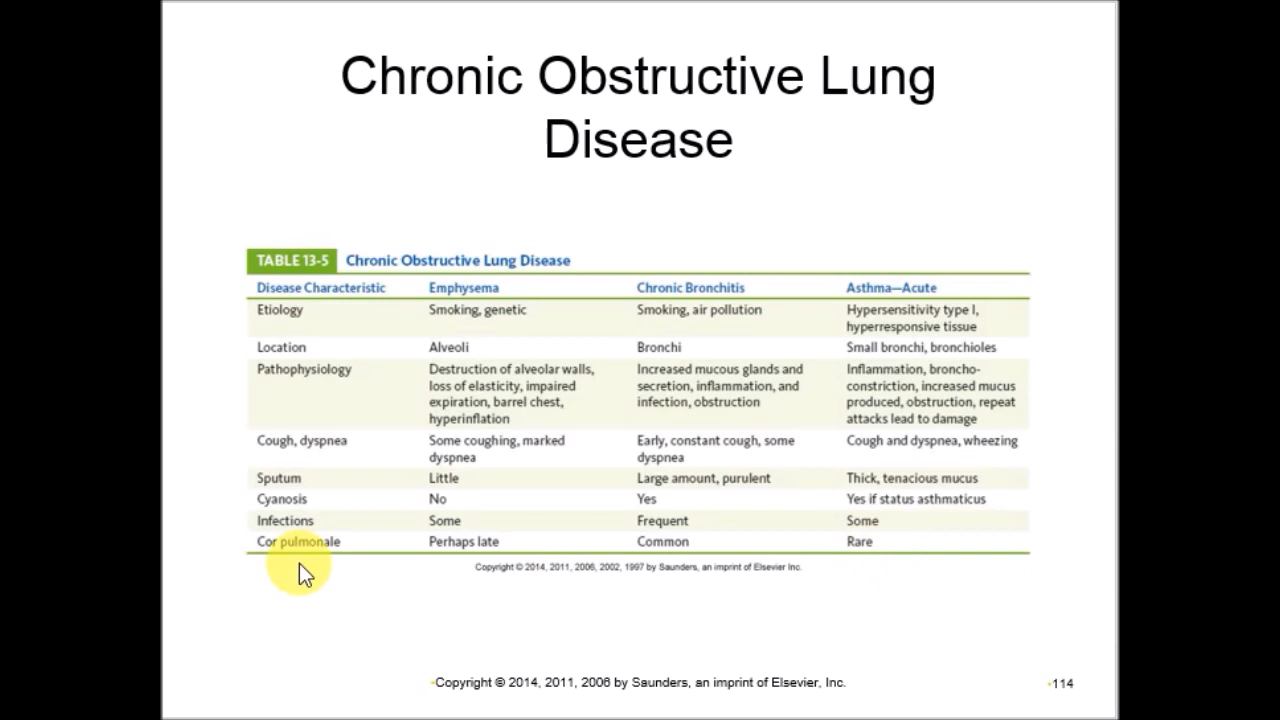 Chronic Obstructive Lung
Disease
TABLE 13-5 Chronic Obstructive Lung Disease
Disease Characteristic Emphysema Chronic Bronchitis Asthma—Acute
Etiology Smoking, genetic Smoking, air pollution Hypersensitivity type I,
hyperresponsive tissue
Location Alveoli Bronchi Small bronchi, bronchioles
Pathophysiology Destruction of alveolar walls, Increased mucous glands and Inflammation, broncho-
loss of elasticity, impaired secretion, inflammation, and constriction, increased mucus
expiration, barrel chest, infection, obstruction produced, obstruction, repeat
hyperinflation attacks lead to damage
Cough, dyspnea Some coughing, marked Early, constant cough, some Cough and dyspnea, wheezing
dyspnea dyspnea
Sputum Little Large amount, purulent Thick, tenacious mucus
Cyanosis No Yes Yes if status asthmaticus
Infections Some Frequent Some
Cor pulmonale Perhaps late Common Rare
Copyright © 2014, 2011, 2006, 2002, 1997 by Saunders, an imprint of Elsevier Inc.
•Copyright © 2014, 2011, 2006 by Saunders, an imprint of Elsevier, Inc. •114